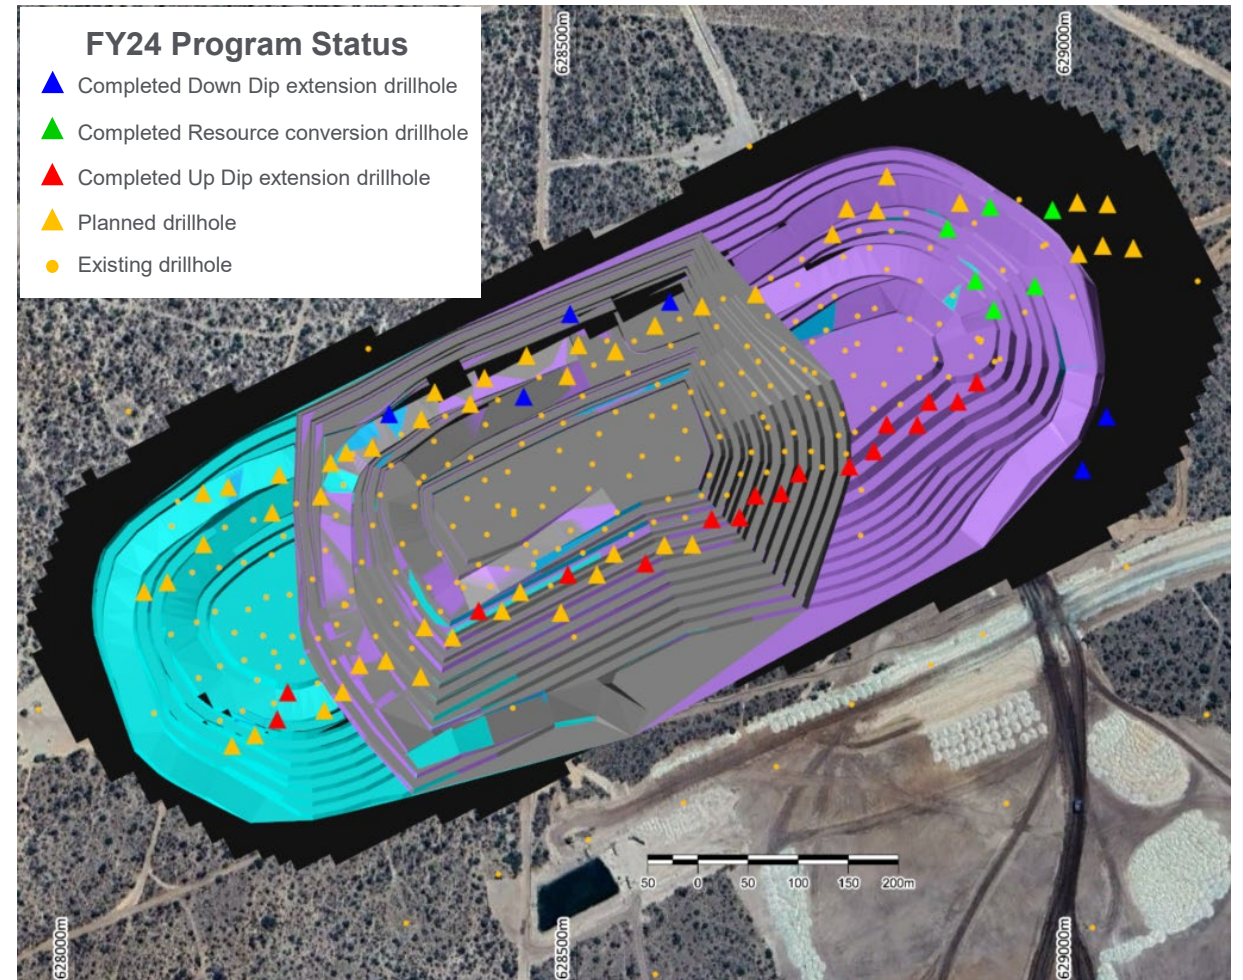 FY24 Program Status
Completed Down Dip extension drillhole
Completed Resource conversion drillhole
Completed Up Dip extension drillhole
Planned drillhole
Existing drillhole
628500m
629000m
50 0 50 100 150 200m
628000m
628500m
629000m